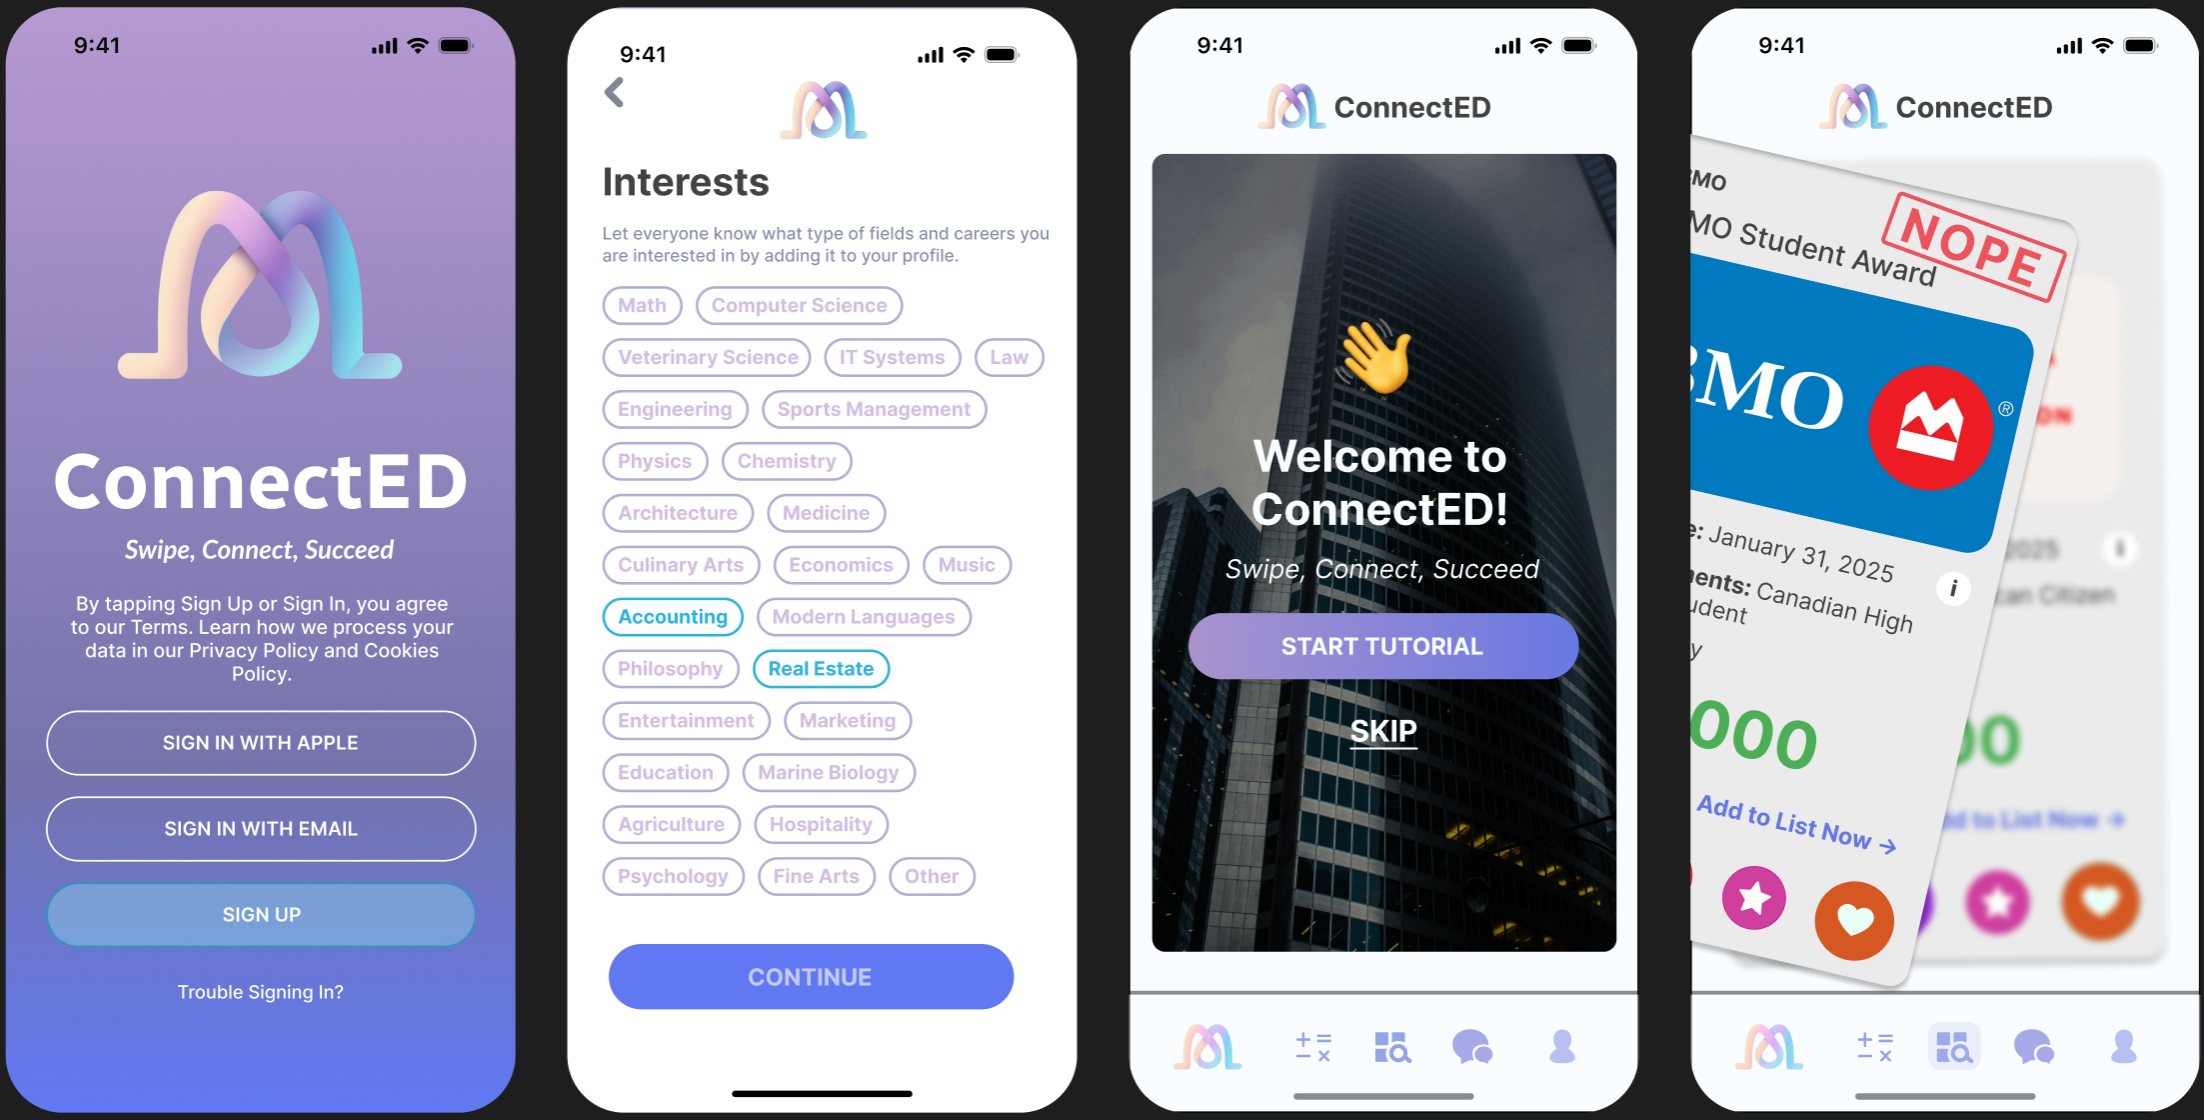 9:41
ConnectED
Swipe, Connect, Succeed
By tapping Sign Up or Sign In, you agree
to our Terms. Learn how we process your
data in our Privacy Policy and Cookies
Policy.
SIGN IN WITH APPLE
SIGN IN WITH EMAIL
SIGN UP
Trouble Signing In?
9:41
Interests
Let everyone know what type of fields and careers you
are interested in by adding it to your profile.
Math Computer Science
Veterinary Science IT Systems Law
Engineering Sports Management
Physics Chemistry
Architecture Medicine
Culinary Arts Economics Music
Accounting Modern Languages
Philosophy Real Estate
Entertainment Marketing
Education Marine Biology
Agriculture Hospitality
Psychology Fine Arts Other
CONTINUE
9:41
ConnectED
Welcome to
ConnectED!
Swipe, Connect, Succeed
START TUTORIAL
SKIP
9:41
ConnectED
BMO
MO Student Award
NOPE
BMO ®
e: January 31, 2025
i
ments: Canadian High
udent
y
000
Add to List Now →
2025
i
can Citizen
00
dd to List Now →